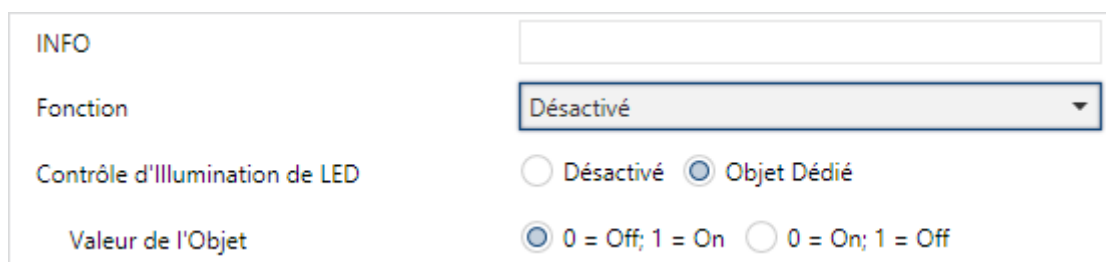 INFO
Fonction Désactivé
Contrôle d'Illumination de LED Désactivé Objet Dédié
Valeur de l'Objet 0 = Off; 1 = On 0 = On; 1 = Off